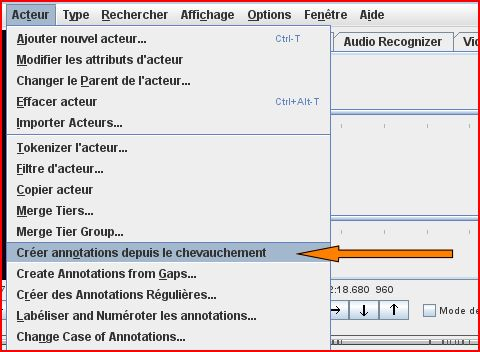 Acteur Type Rechercher Affichage Options Fenêtre Aide
Ajouter nouvel acteur... Ctrl-T
Audio Recognizer
Modifier les attributs d'acteur
Changer le Parent de l'acteur...
Effacer acteur Ctrl+Alt-T
Importer Acteurs...
Tokenizer l'acteur...
Filtre d'acteur...
Copier acteur
Merge Tiers...
Merge Tier Group...
Créer annotations depuis le chevauchement
Create Annotations from Gaps...
Créer des Annotations Régulières...
2:18.680 960
Labéliser and Numéroter les annotations...
Mode de
Change Case of Annotations...